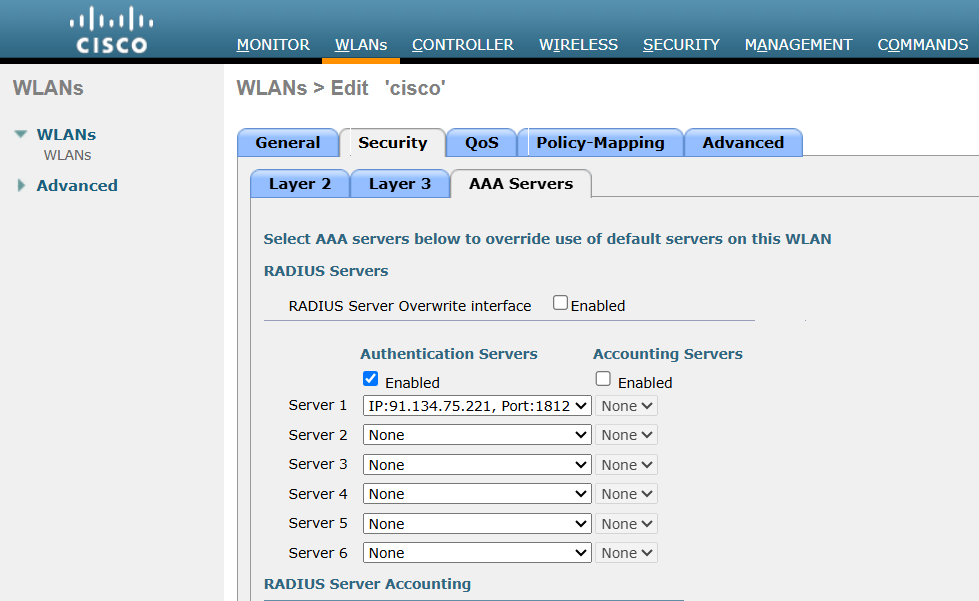 CISCO
MONITOR WLANs CONTROLLER WIRELESS SECURITY MANAGEMENT COMMANDS
WLANs
WLANs
WLANs
Advanced
WLANs > Edit 'cisco'
General Security QoS Policy-Mapping Advanced
Layer 2 Layer 3 AAA Servers
Select AAA servers below to override use of default servers on this WLAN
RADIUS Servers
RADIUS Server Overwrite interface Enabled
Authentication Servers Accounting Servers
Enabled Enabled
Server 1 IP:91.134.75.221, Port:1812 None
Server 2 None None
Server 3 None None
Server 4 None None
Server 5 None None
Server 6 None None
RADIUS Server Accounting